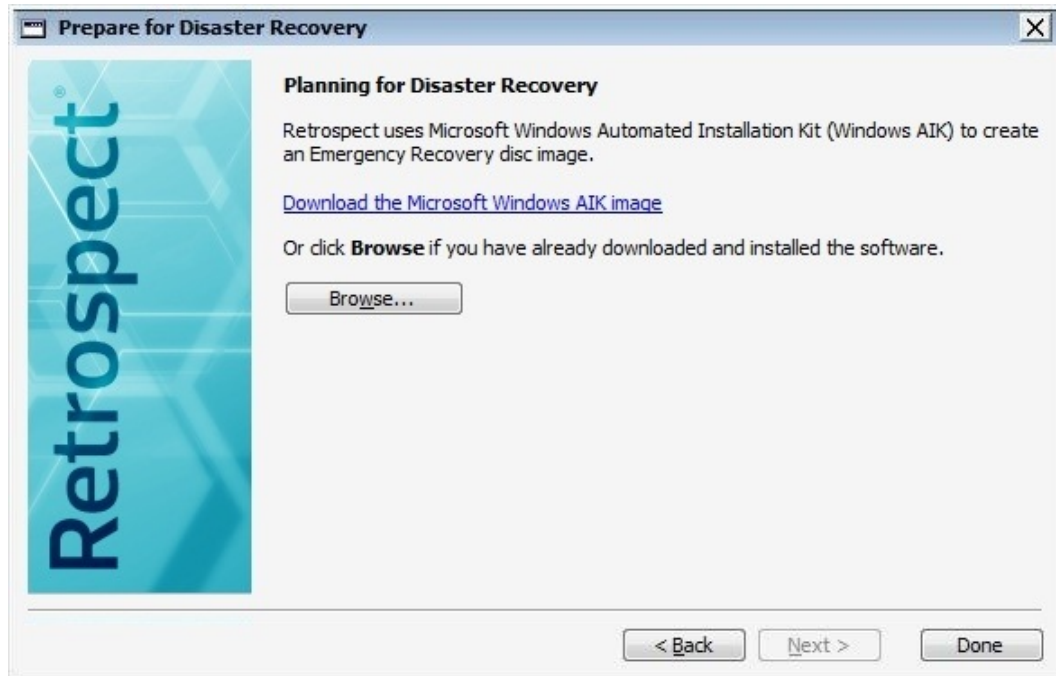 Prepare for Disaster Recovery
Retrospect®
Planning for Disaster Recovery
Retrospect uses Microsoft Windows Automated Installation Kit (Windows AIK) to create
an Emergency Recovery disc image.
Download the Microsoft Windows AIK image
Or click Browse if you have already downloaded and installed the software.
Browse...
< Back
Next >
Done